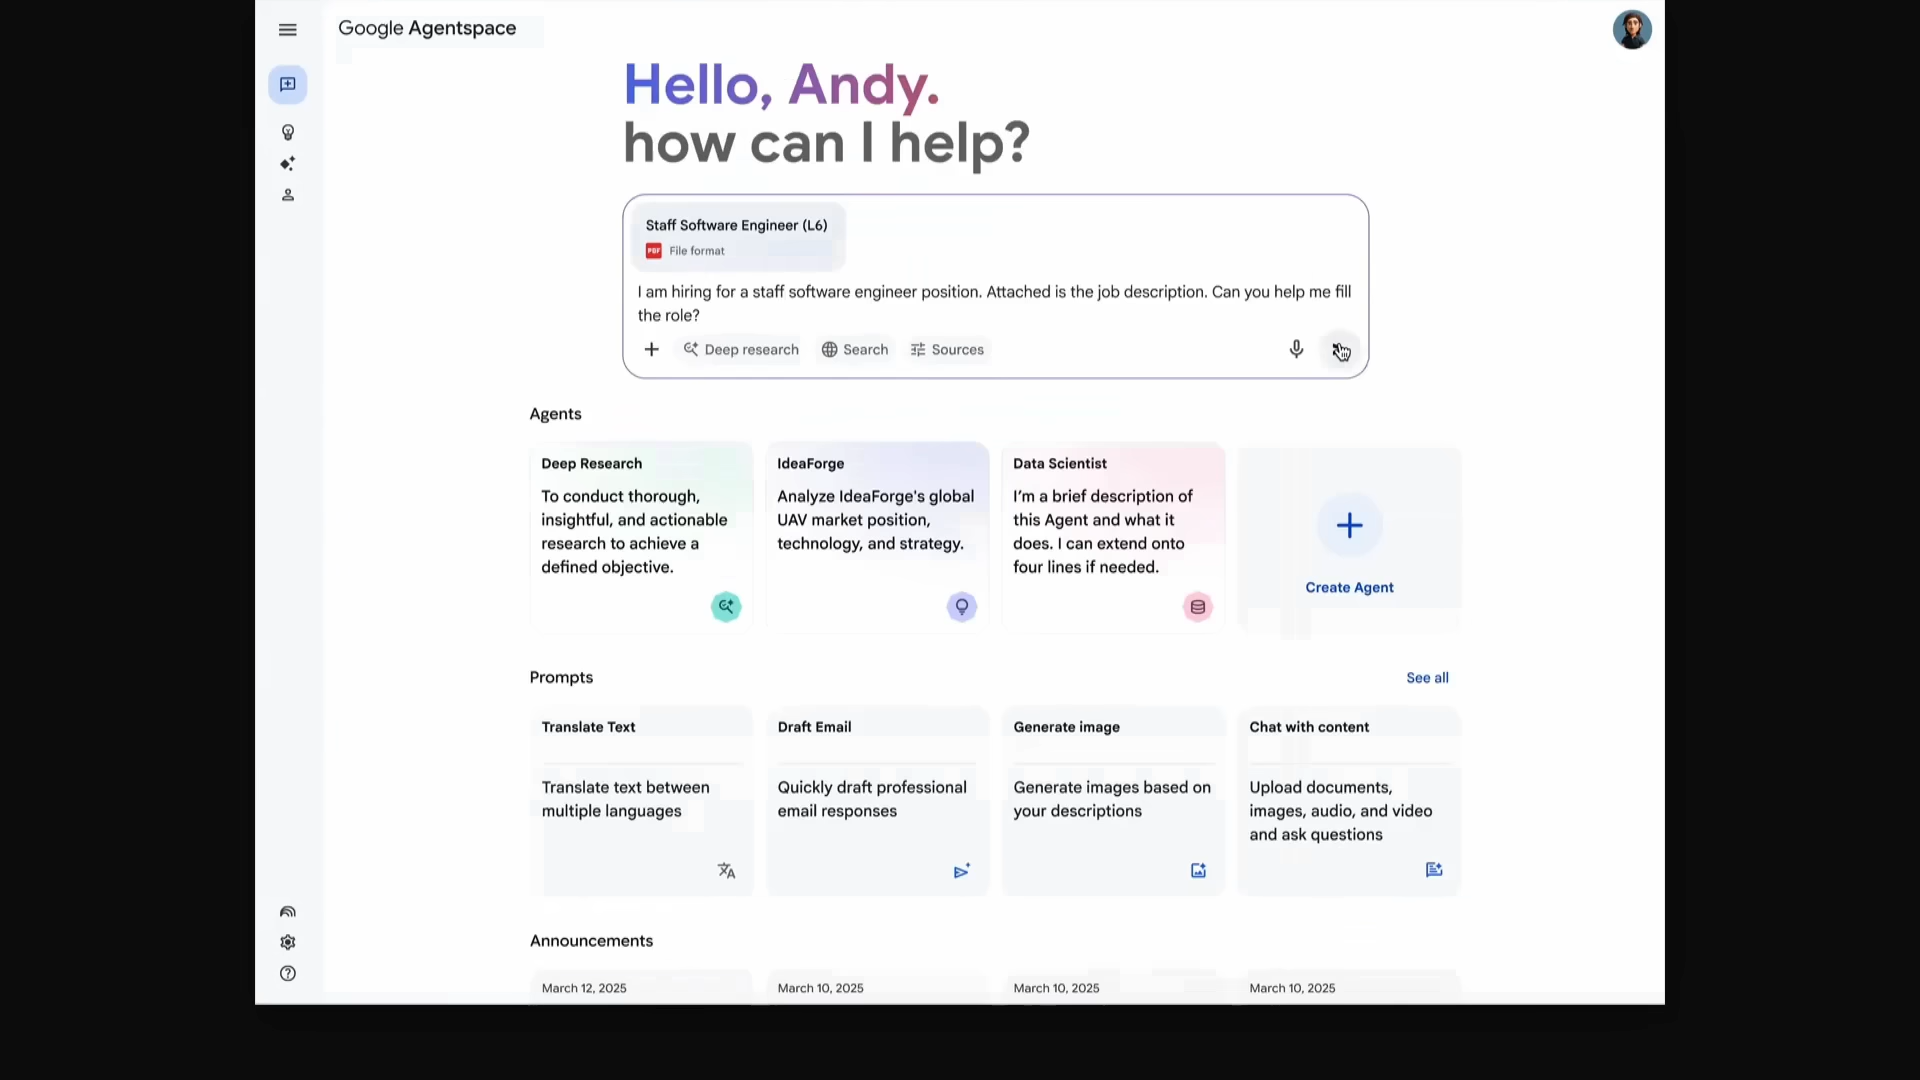 Google Agentspace
Hello, Andy.
how can I help?
Staff Software Engineer (L6)
PDF File format
I am hiring for a staff software engineer position. Attached is the job description. Can you help me fill
the role?
Deep research Search Sources
Agents
Deep Research
To conduct thorough,
insightful, and actionable
research to achieve a
defined objective.
IdeaForge
Analyze IdeaForge's global
UAV market position,
technology, and strategy.
Data Scientist
I'm a brief description of
this Agent and what it
does. I can extend onto
four lines if needed.
Create Agent
Prompts
See all
Translate Text
Translate text between
multiple languages
Draft Email
Quickly draft professional
email responses
Generate image
Generate images based on
your descriptions
Chat with content
Upload documents,
images, audio, and video
and ask questions
Announcements
March 12, 2025
March 10, 2025
March 10, 2025
March 10, 2025